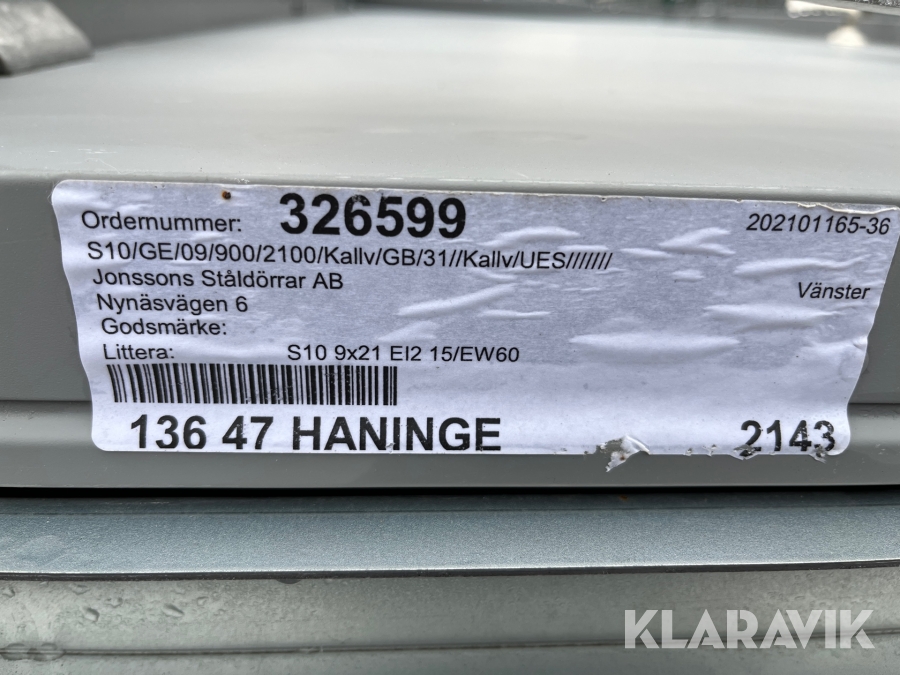 Ordernummer: 326599 202101165-36
S10/GE/09/900/2100/Kallv/GB/31//Kallv/UES///////
Jonssons Ståldörrar AB
Vänster
Nynäsvägen 6
Godsmärke:
Littera: S10 9x21 EI2 15/EW60
136 47 HANINGE 2143
KLARAVIK